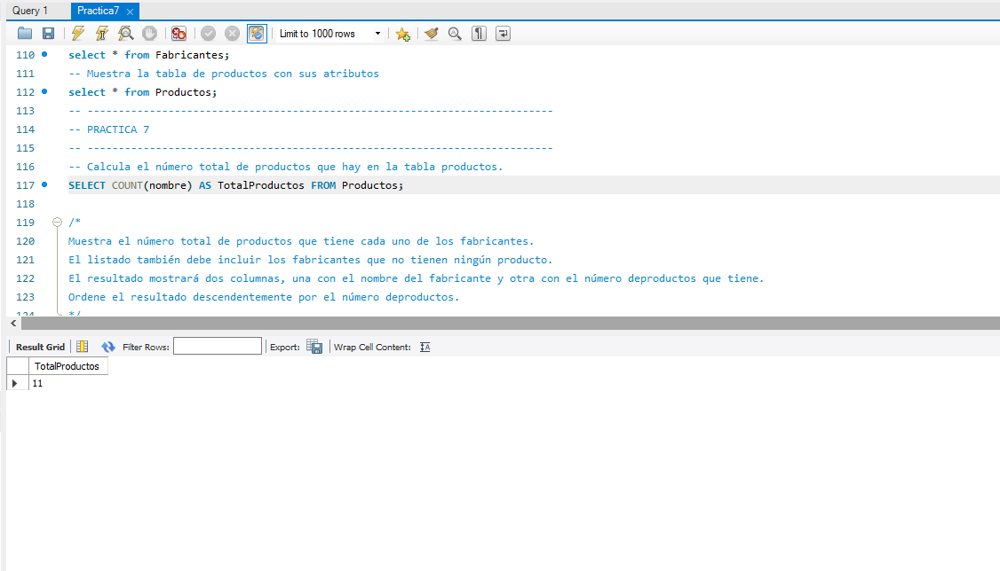 Query 1
Practica7
Limit to 1000 rows
110 select * from Fabricantes;
111 -- Muestra la tabla de productos con sus atributos
112 select * from Productos;
113 -- ---------------------------------------------------------------------------
114 -- PRACTICA 7
115 -- ---------------------------------------------------------------------------
116 -- Calcula el número total de productos que hay en la tabla productos.
117 SELECT COUNT(nombre) AS TotalProductos FROM Productos;
118
119 /*
120 Muestra el número total de productos que tiene cada uno de los fabricantes.
121 El listado también debe incluir los fabricantes que no tienen ningún producto.
122 El resultado mostrará dos columnas, una con el nombre del fabricante y otra con el número deproductos que tiene.
123 Ordene el resultado descendentemente por el número deproductos.
124 */
Result Grid Filter Rows: Export: Wrap Cell Content:
TotalProductos
11